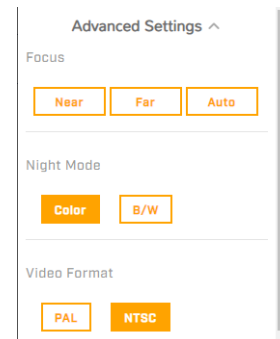 Advanced Settings
Focus
Near Far Auto
Night Mode
Color B/W
Video Format
PAL NTSC